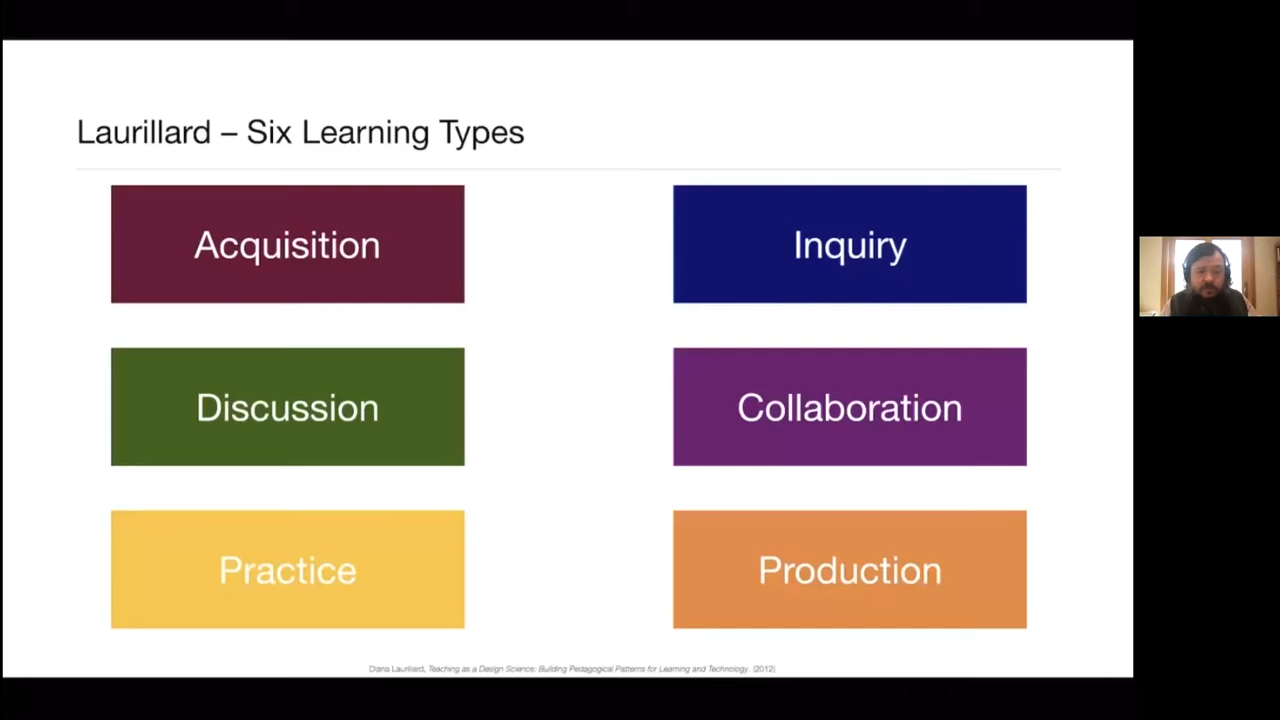 Laurillard – Six Learning Types
Acquisition
Inquiry
Discussion
Collaboration
Practice
Production
Diana Laurillard, Teaching as a Design Science: Building Pedagogical Patterns for Learning and Technology. (2012)